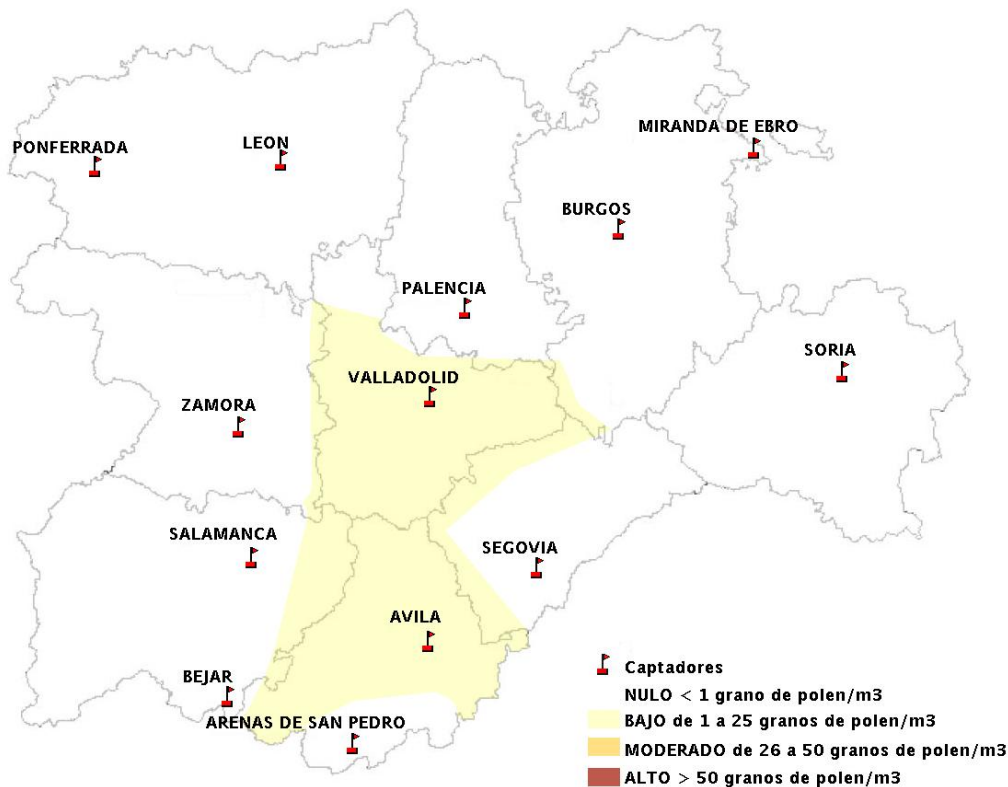 MIRANDA DE EBRO
PONFERRADA
LEON
BURGOS
PALENCIA
SORIA
VALLADOLID
ZAMORA
SALAMANCA
SEGOVIA
AVILA
BEJAR
ARENAS DE SAN PEDRO
Captadores
NULO < 1 grano de polen/m3
BAJO de 1 a 25 granos de polen/m3
MODERADO de 26 a 50 granos de polen/m3
ALTO > 50 granos de polen/m3